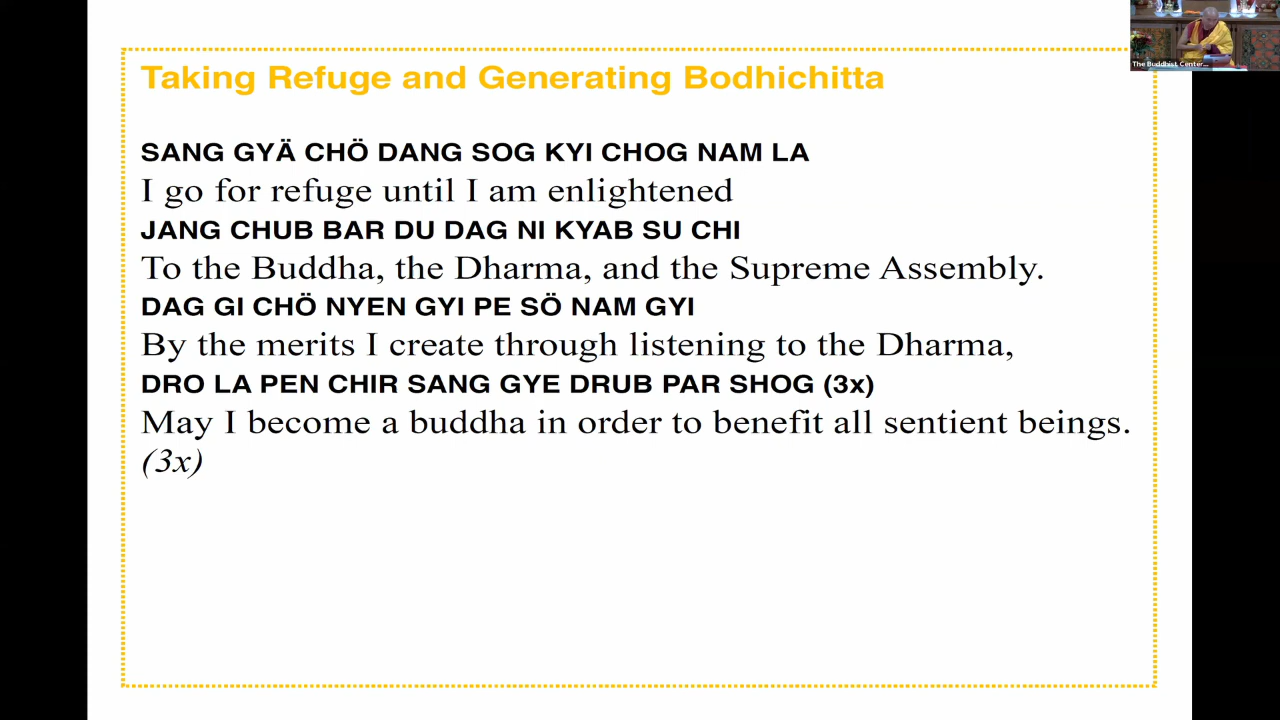 The Buddhist Center...
Taking Refuge and Generating Bodhichitta
SANG GYÄ CHÖ DANG SOG KYI CHOG NAM LA
I go for refuge until I am enlightened
JANG CHUB BAR DU DAG NI KYAB SU CHI
To the Buddha, the Dharma, and the Supreme Assembly.
DAG GI CHÖ NYEN GYI PE SÖ NAM GYI
By the merits I create through listening to the Dharma,
DRO LA PEN CHIR SANG GYE DRUB PAR SHOG (3x)
May I become a buddha in order to benefit all sentient beings.
(3x)